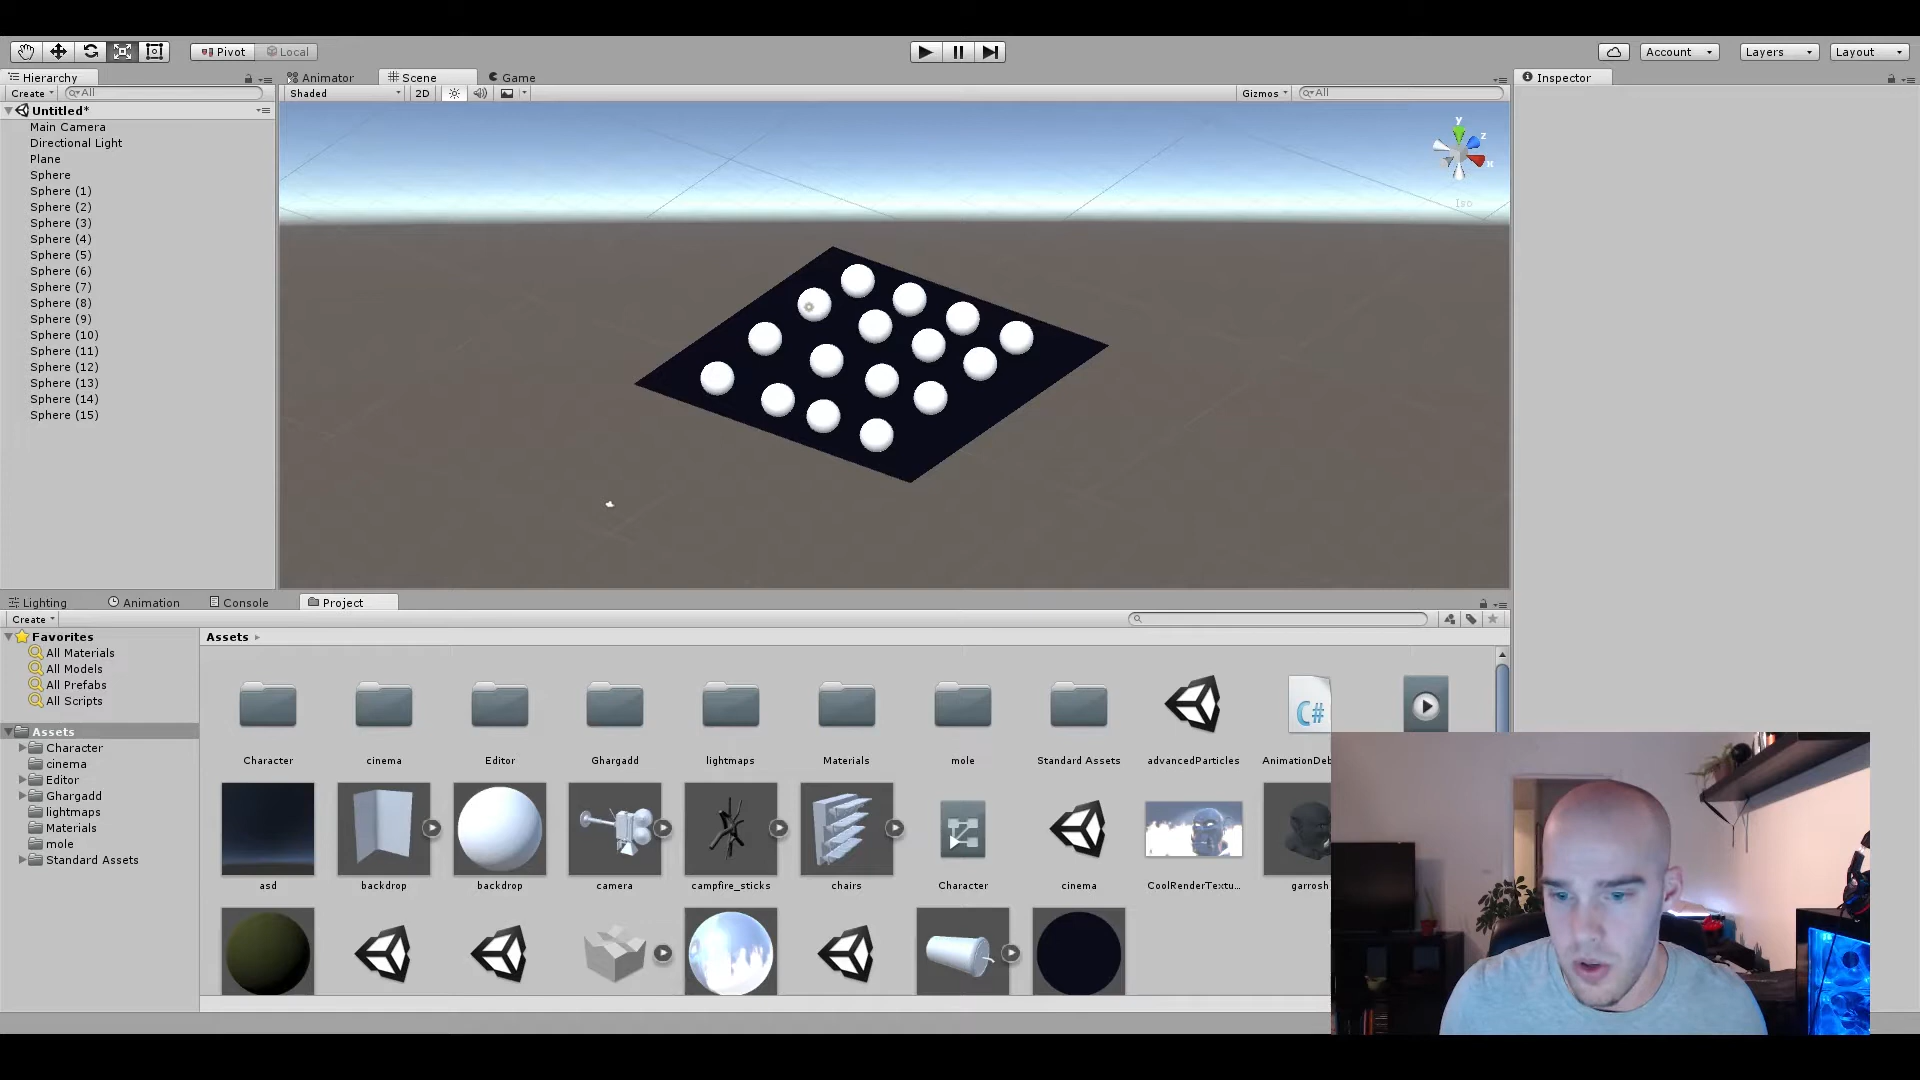 Pivot Local
Account Layers Layout
Hierarchy Animator Scene Game Inspector
Create All Shaded 2D Gizmos All
Untitled*
Main Camera
Directional Light
Plane
Sphere
Sphere (1)
Sphere (2)
Sphere (3)
Sphere (4)
Sphere (5)
Sphere (6)
Sphere (7)
Sphere (8)
Sphere (9)
Sphere (10)
Sphere (11)
Sphere (12)
Sphere (13)
Sphere (14)
Sphere (15)
y
z
x
Iso
Lighting Animation Console Project
Create
Favorites
All Materials
All Models
All Prefabs
All Scripts
Assets
Character
cinema
Editor
Ghargadd
lightmaps
Materials
mole
Standard Assets
Assets
C#
Character cinema Editor Ghargadd lightmaps Materials mole Standard Assets advancedParticles AnimationDeb
asd backdrop backdrop camera campfire_sticks chairs Character cinema CoolRenderTextu... garrosh